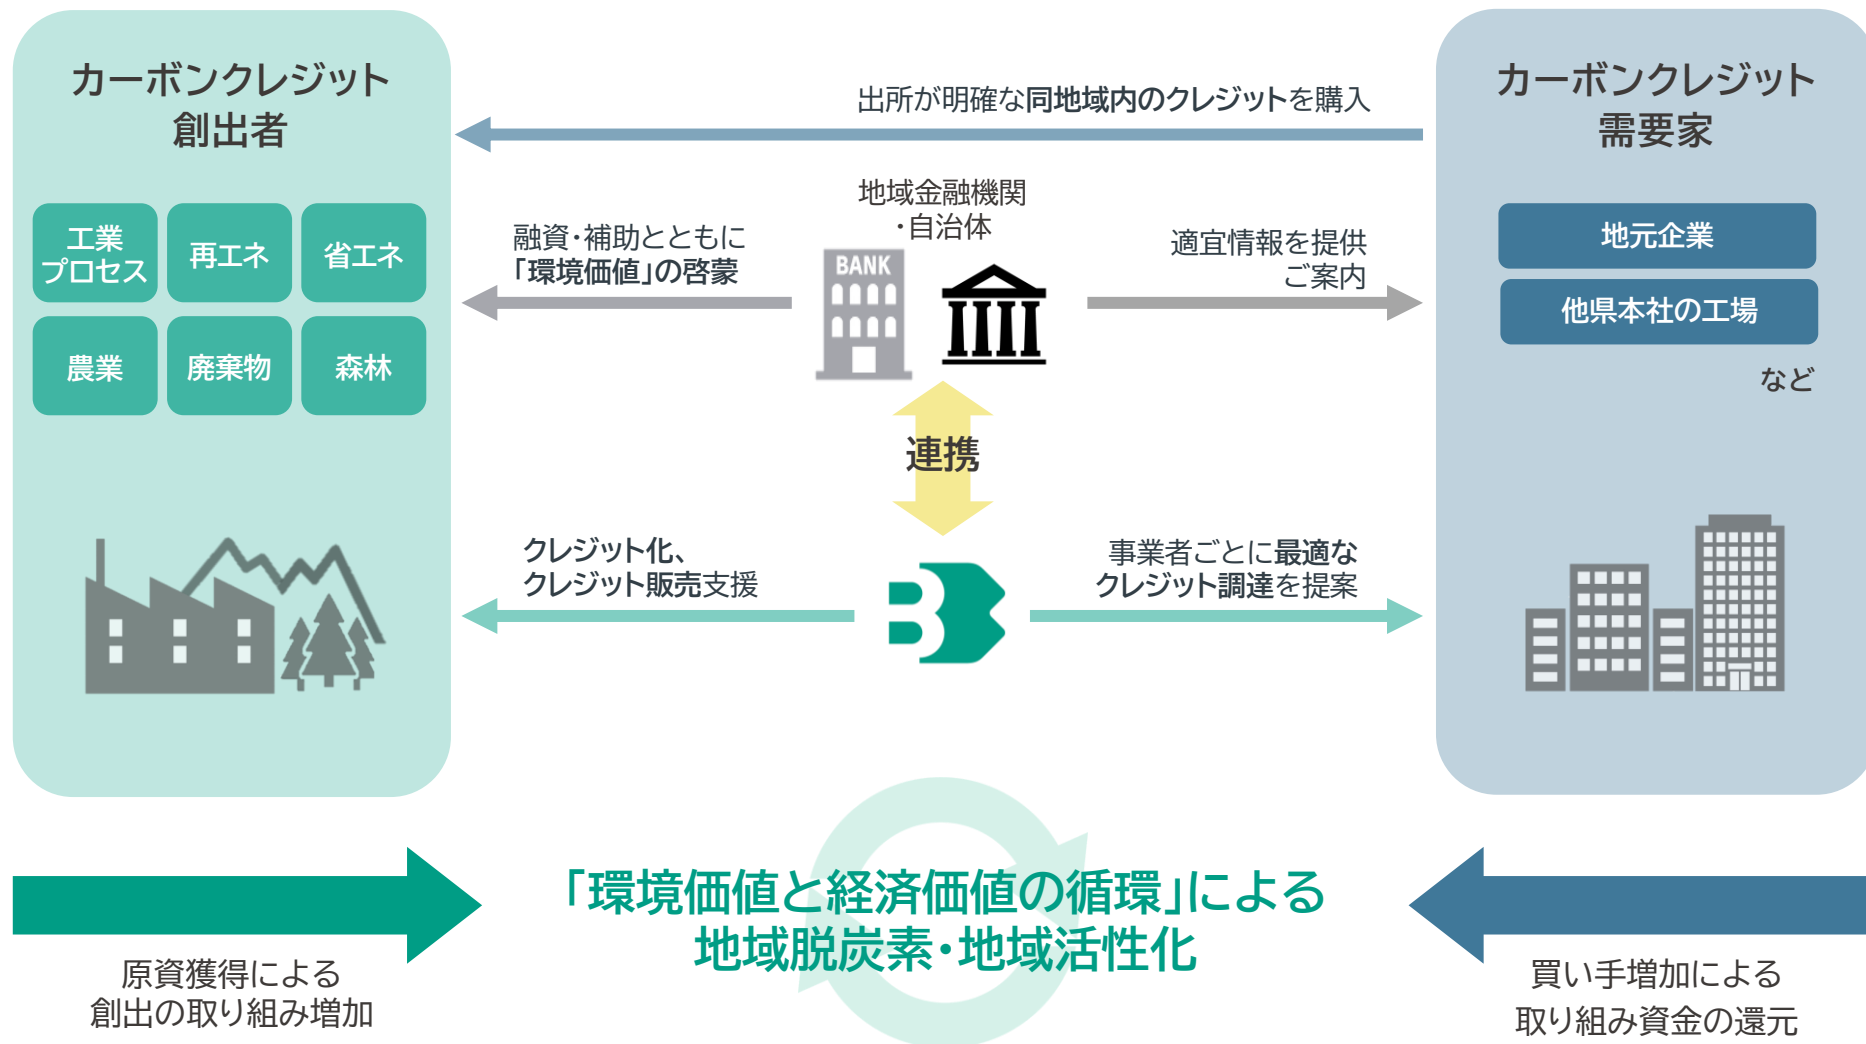 カーボンクレジット
創出者
工業
プロセス
再エネ
省エネ
農業
廃棄物
森林
出所が明確な同地域内のクレジットを購入
地域金融機関
・自治体
融資・補助とともに
「環境価値」の啓蒙
BANK
適宜情報を提供
ご案内
連携
クレジット化、
クレジット販売支援
事業者ごとに最適な
クレジット調達を提案
カーボンクレジット
需要家
地元企業
他県本社の工場
など
「環境価値と経済価値の循環」による
地域脱炭素・地域活性化
原資獲得による
創出の取り組み増加
買い手増加による
取り組み資金の還元